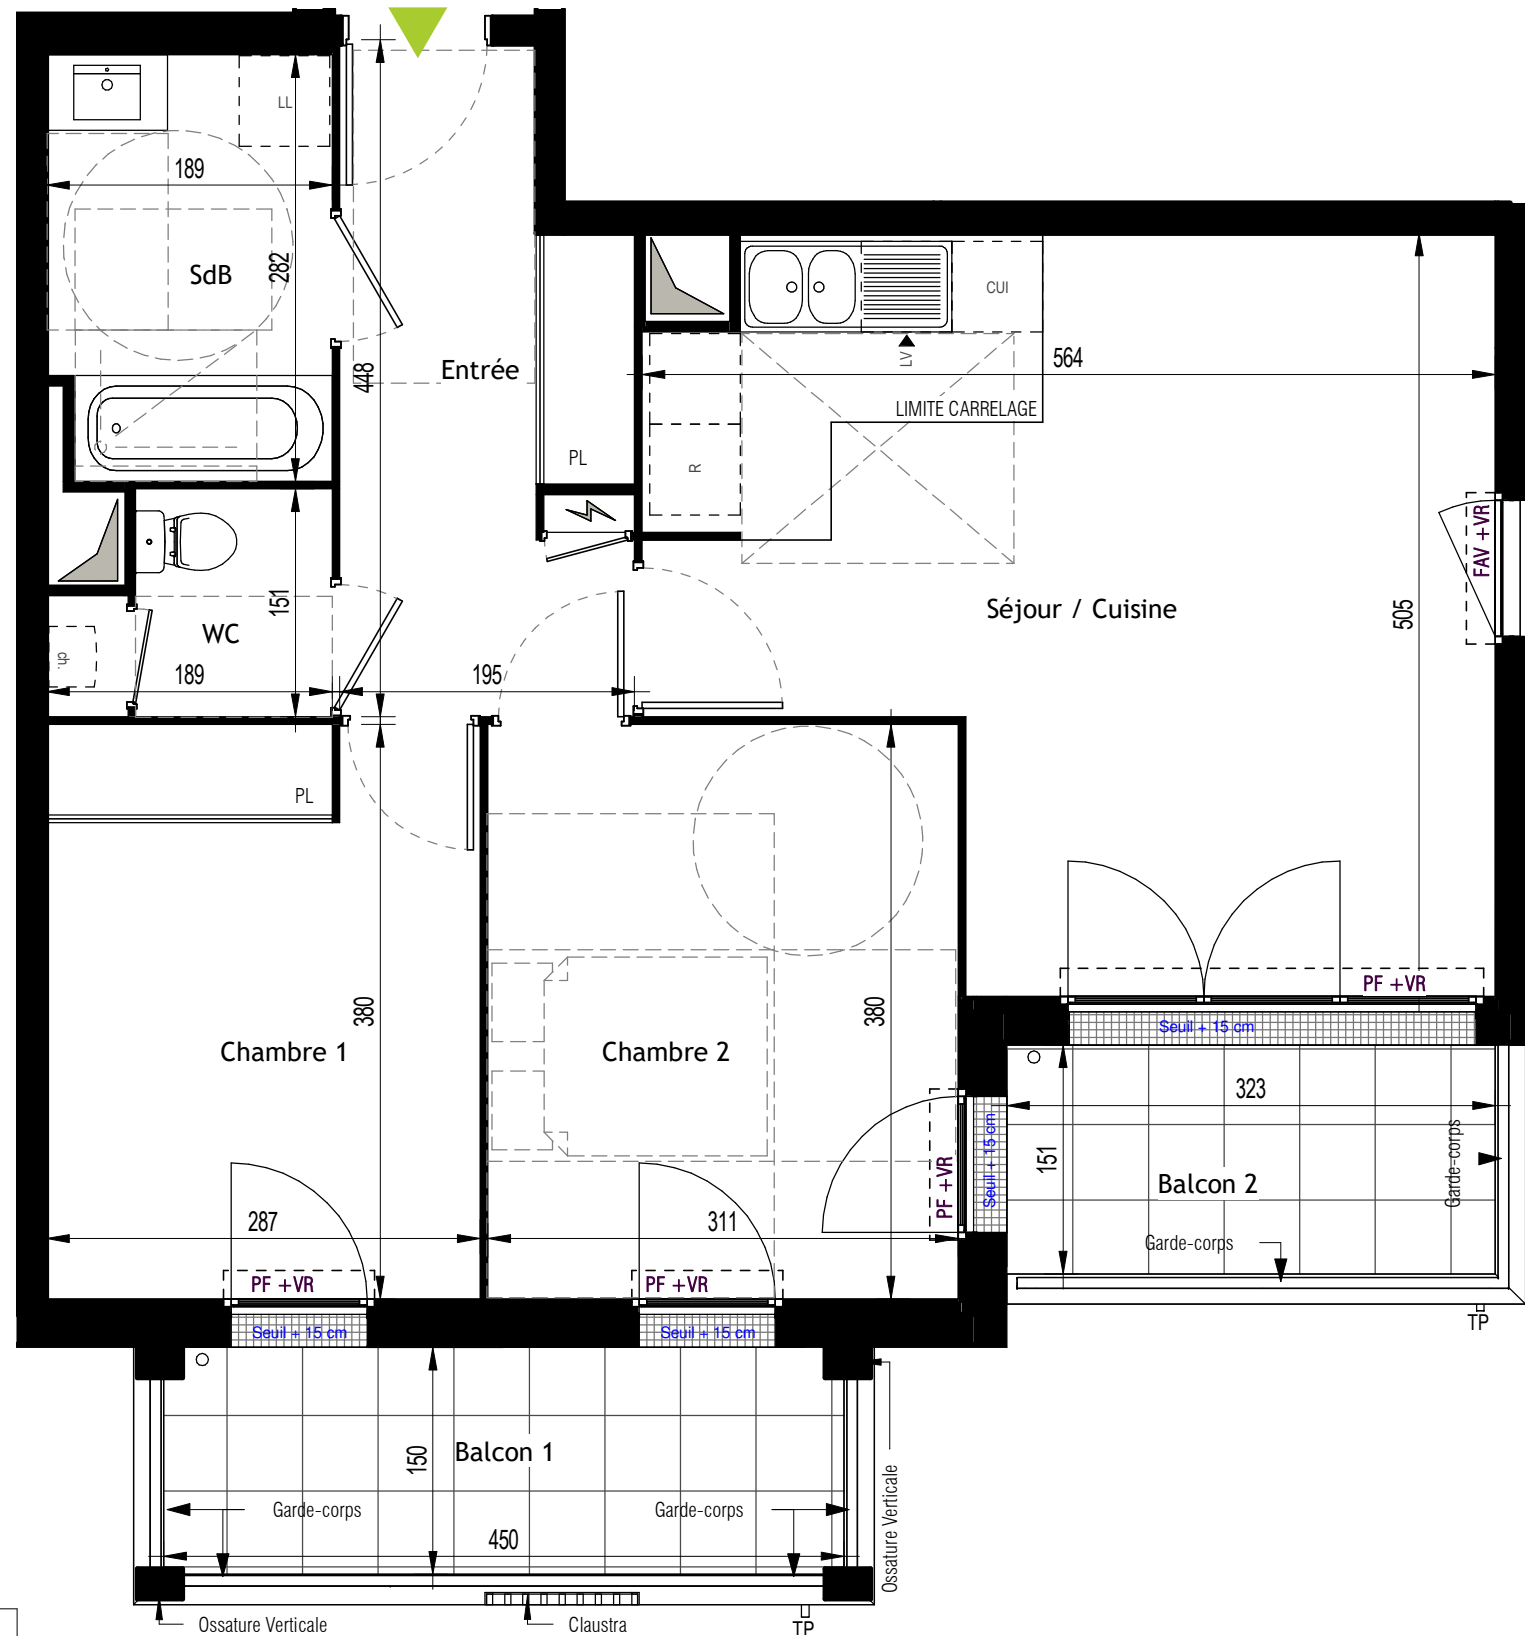 LL
189
SdB
282
448
Entrée
CUI
LV
564
LIMITE CARRELAGE
R
PL
FAV +VR
Séjour / Cuisine
505
151
WC
ch.
189
195
PL
380
380
Chambre 1
Chambre 2
PF +VR
Seuil + 15 cm
323
151
Garde-corps
Balcon 2
Garde-corps
PF +VR
Seuil + 15 cm
287
311
PF +VR
PF +VR
Seuil + 15 cm
Seuil + 15 cm
TP
150
Balcon 1
Garde-corps
Garde-corps
450
Ossature Verticale
Ossature Verticale
Claustra
TP